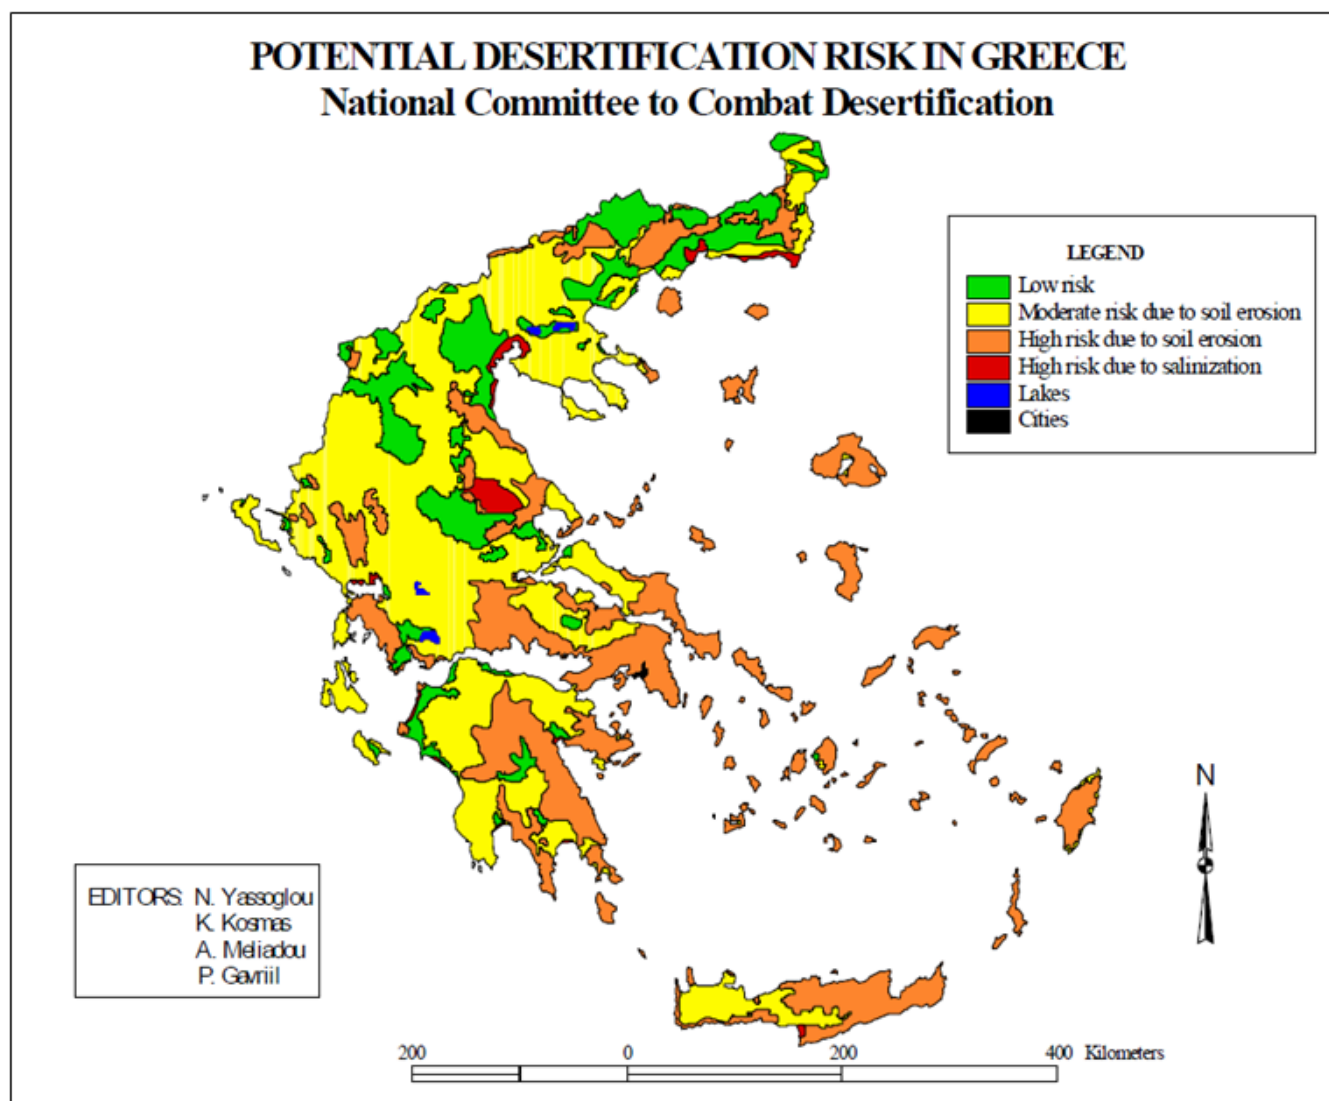 POTENTIAL DESERTIFICATION RISK IN GREECE
National Committee to Combat Desertification
LEGEND
Low risk
Moderate risk due to soil erosion
High risk due to soil erosion
High risk due to salinization
Lakes
Cities
N
EDITORS: N. Yassoglou
K. Kosmas
A. Meliadou
P. Gavriil
200 0 200 400 Kilometers